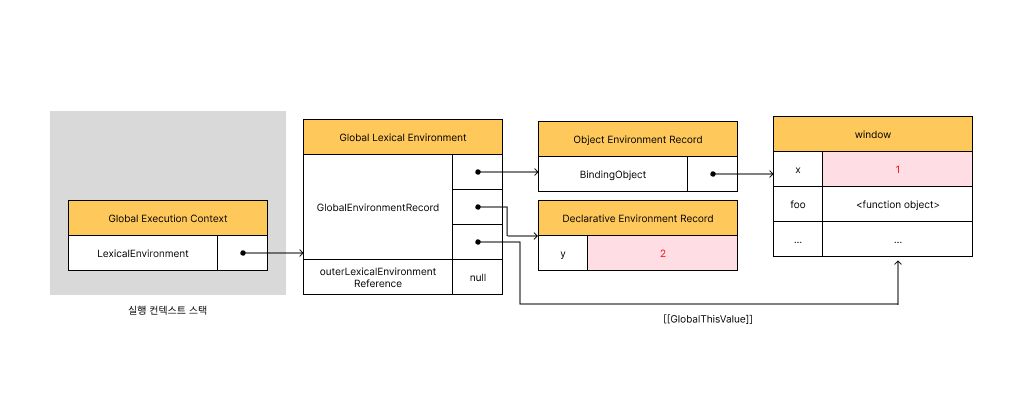 Global Execution Context
LexicalEnvironment
실행 컨텍스트 스택
Global Lexical Environment
GlobalEnvironmentRecord
outerLexicalEnvironment
Reference
null
Object Environment Record
BindingObject
Declarative Environment Record
y
2
window
x
1
foo
<function object>
...
...
[[GlobalThisValue]]